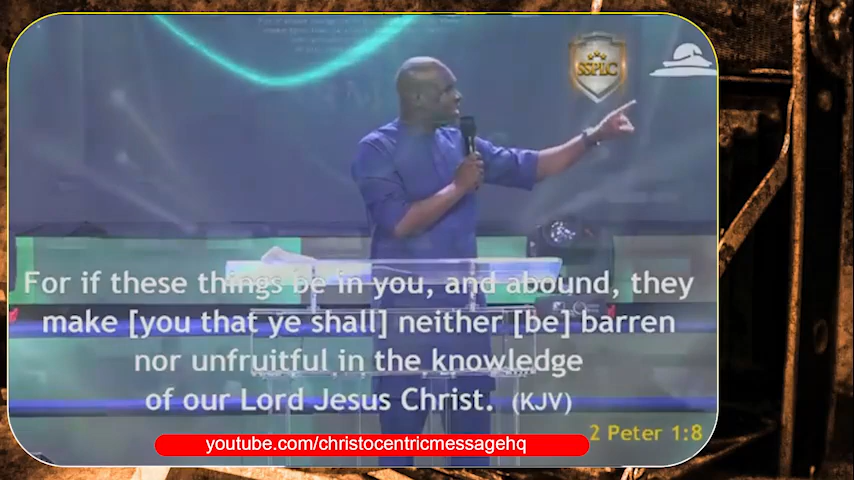 SSPLC
For if these things be in you, and abound, they
make [you that ye shall] neither [be] barren
nor unfruitful in the knowledge
of our Lord Jesus Christ. (KJV)
2 Peter 1:8
youtube.com/christocentricmessagehq